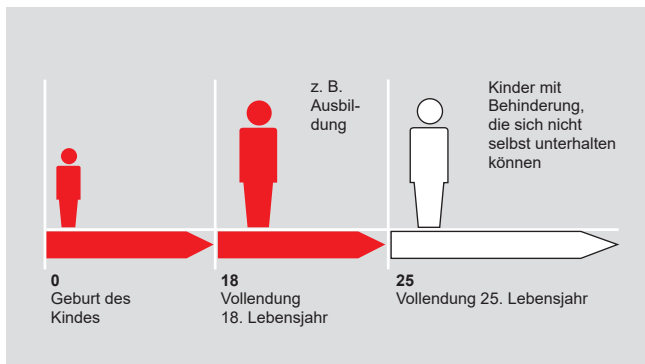 z. B.
Ausbil-
dung
Kinder mit
Behinderung,
die sich nicht
selbst unterhalten
können
0
Geburt des
Kindes
18
Vollendung
18. Lebensjahr
25
Vollendung 25. Lebensjahr